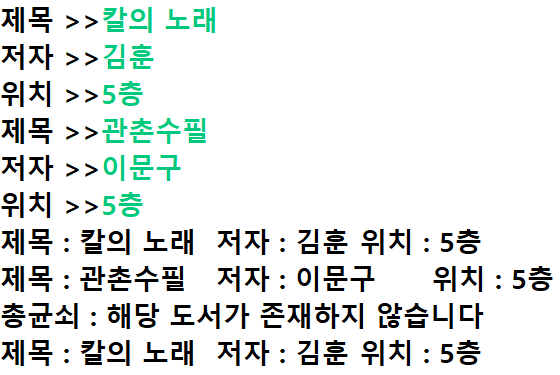 제목 >>칼의 노래
저자 >>김훈
위치 >>5층
제목 >>관촌수필
저자 >>이문구
위치 >>5층
제목 : 칼의 노래 저자 : 김훈 위치 : 5층
제목 : 관촌수필 저자 : 이문구 위치 : 5층
총균쇠 : 해당 도서가 존재하지 않습니다
제목 : 칼의 노래 저자 : 김훈 위치 : 5층